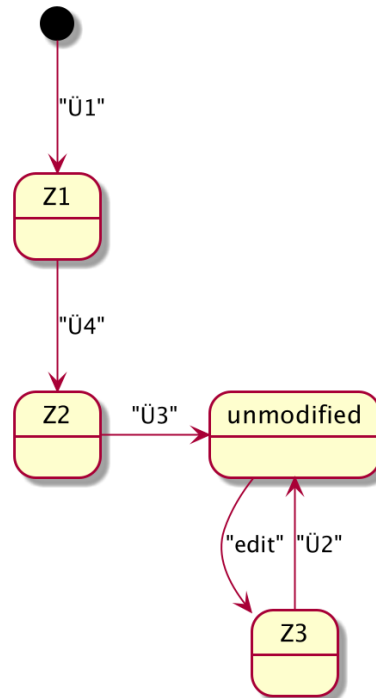 "Ü1"
Z1
"Ü4"
Z2
"Ü3"
unmodified
"edit"
"Ü2"
Z3